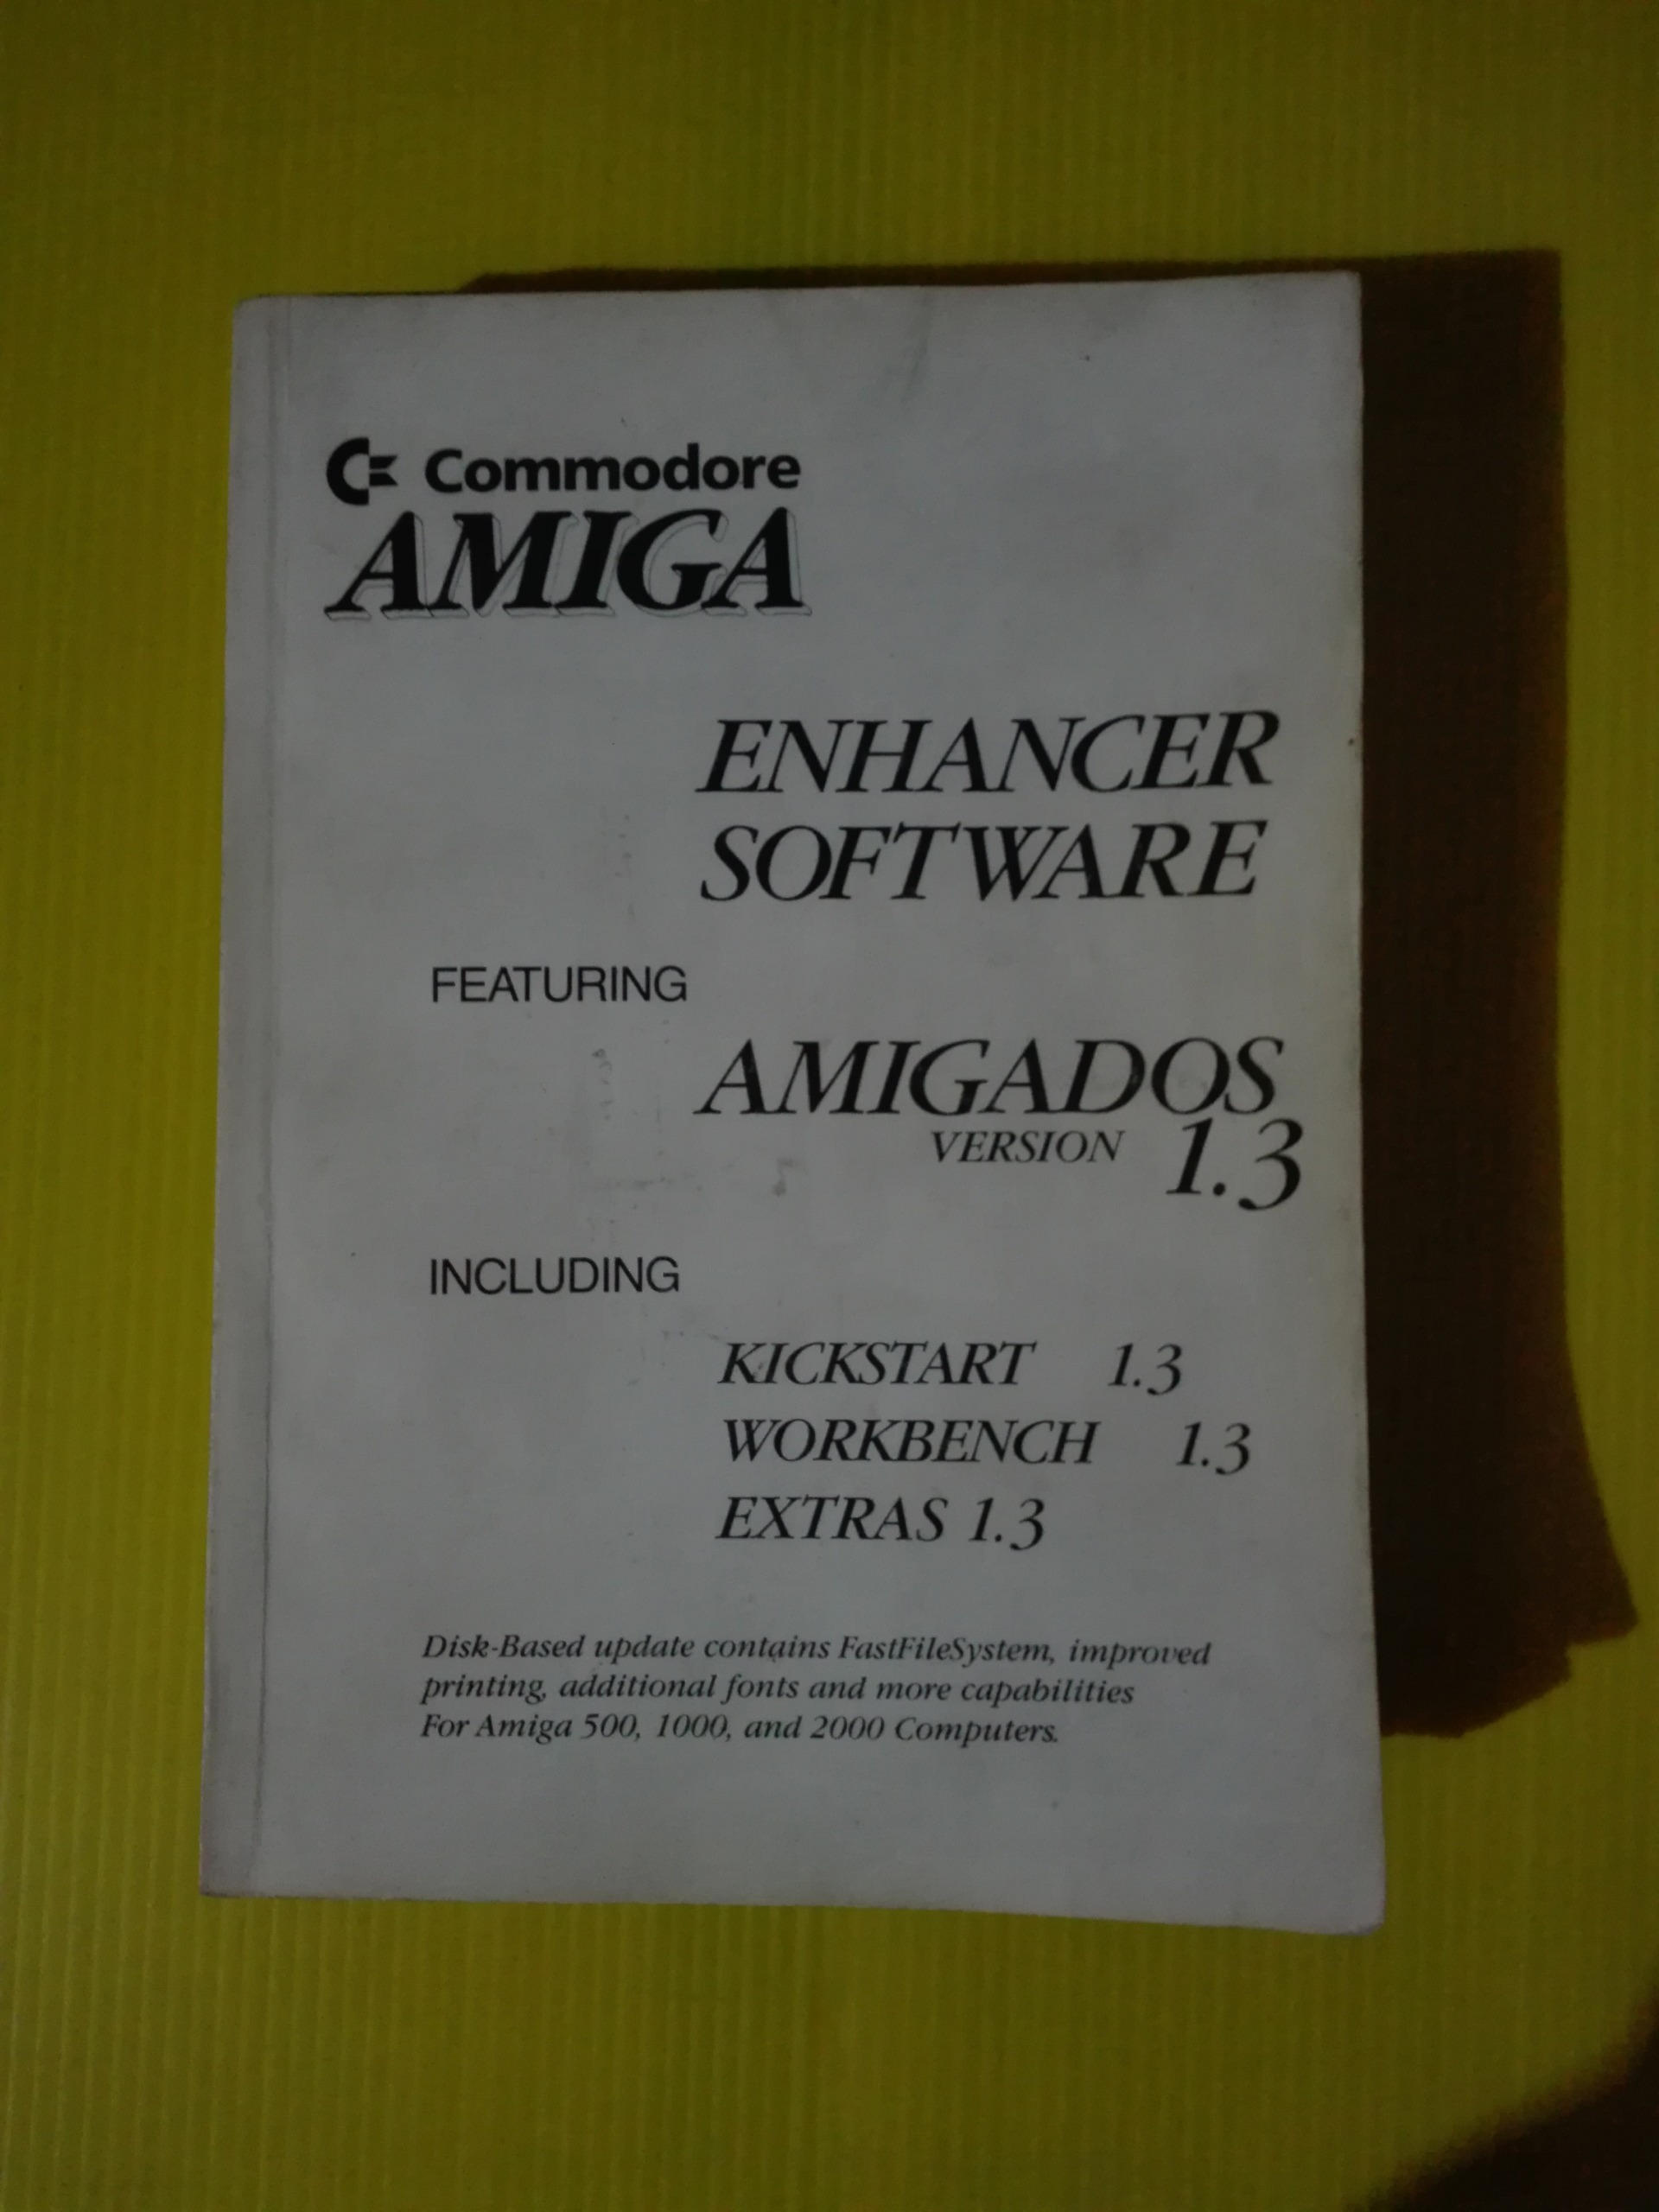 Commodore
AMIGA
ENHANCER
SOFTWARE
FEATURING
AMIGADOS
VERSION 1.3
INCLUDING
KICKSTART 1.3
WORKBENCH 1.3
EXTRAS 1.3
Disk-Based update contains FastFileSystem, improved
printing, additional fonts and more capabilities
For Amiga 500, 1000, and 2000 Computers.